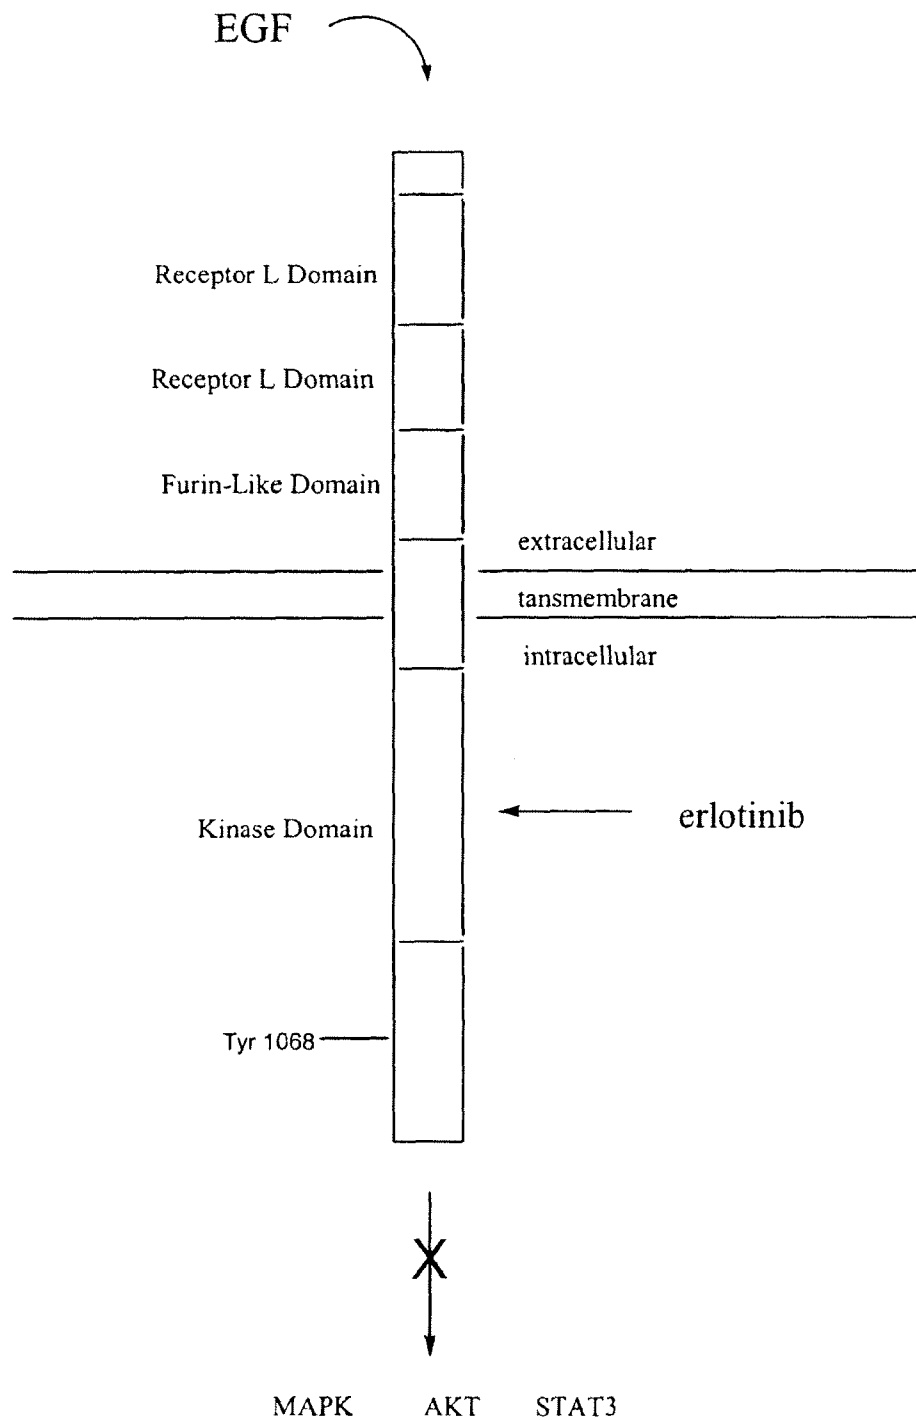 EGF
Receptor L Domain
Receptor L Domain
Furin-Like Domain
extracellular
tansmembrane
intracellular
Kinase Domain
erlotinib
Tyr 1068
X
MAPK AKT STAT3